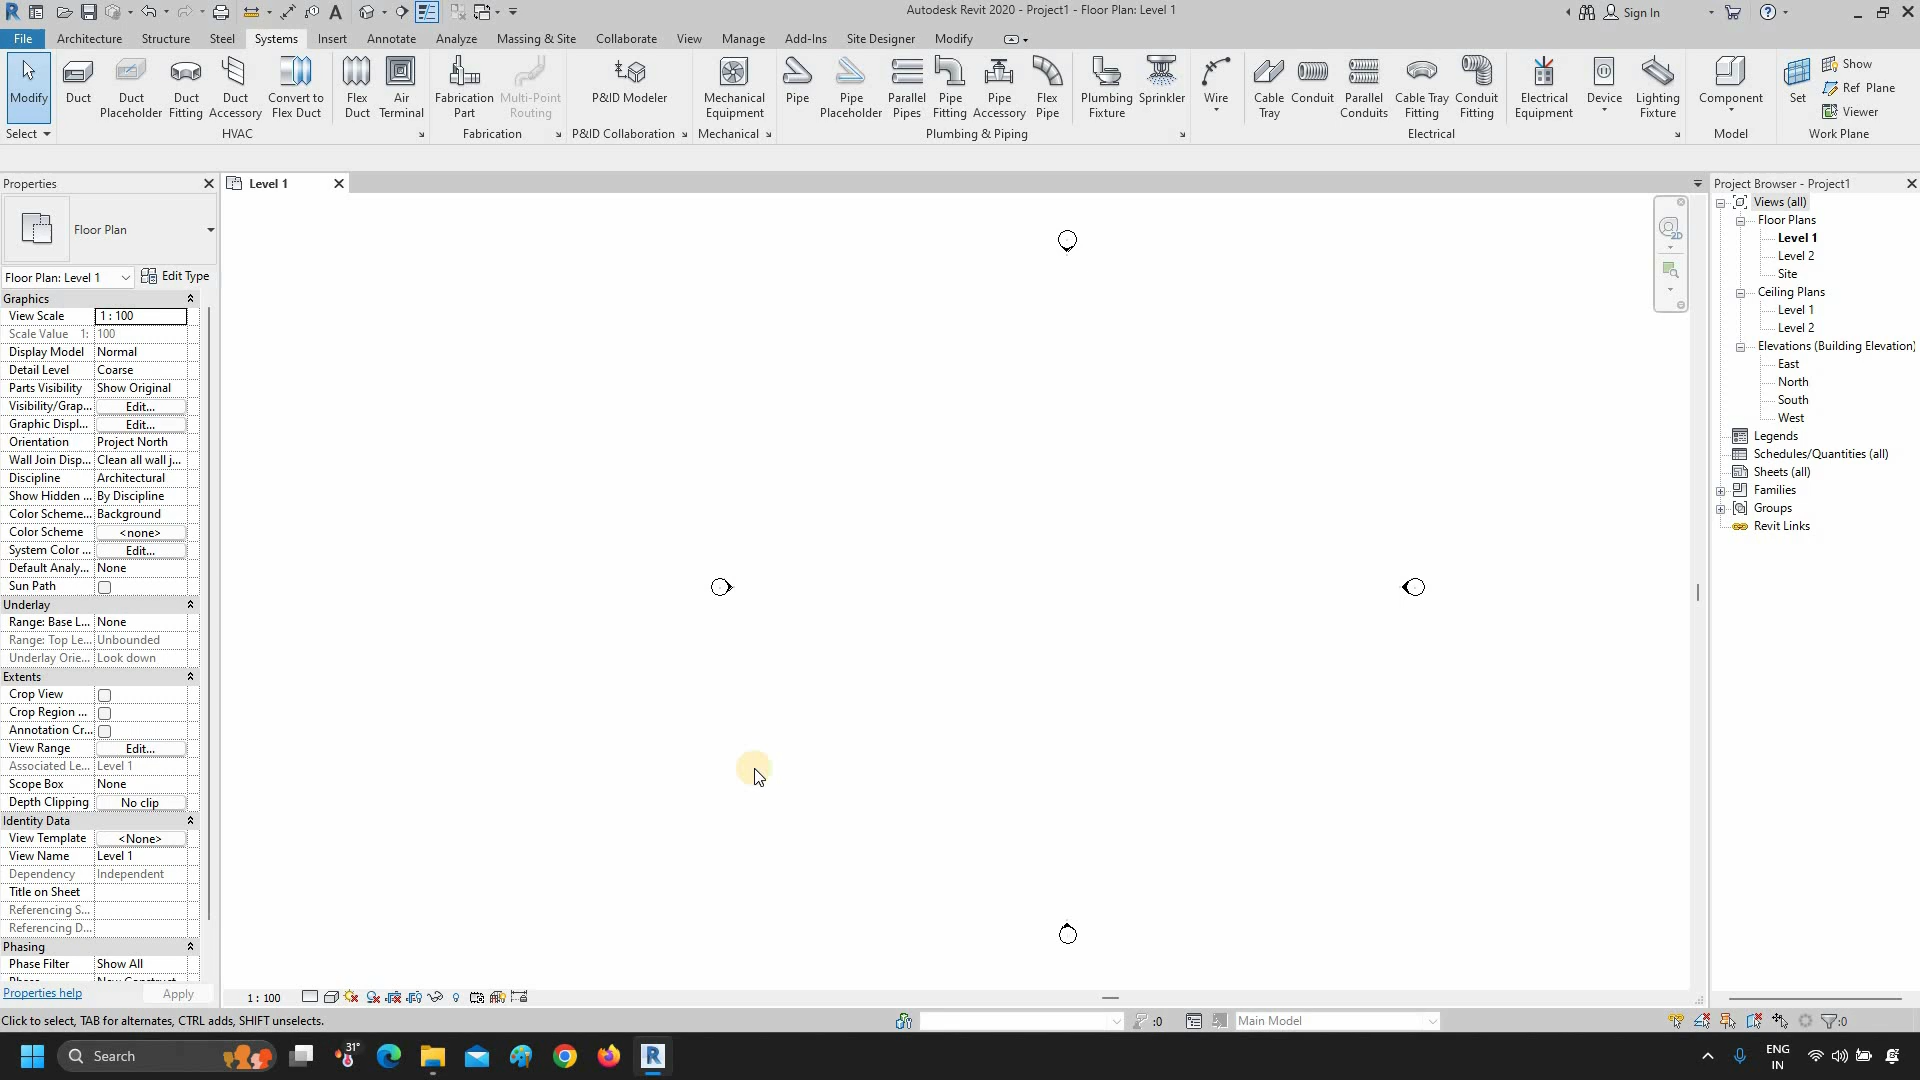 Autodesk Revit 2020 - Project1 - Floor Plan: Level 1
Sign In
File Architecture Structure Steel Systems Insert Annotate Analyze Massing & Site Collaborate View Manage Add-Ins Site Designer Modify
Modify
Duct
Duct Placeholder
Duct Fitting
Duct Accessory
Convert to Flex Duct
Flex Duct
Air Terminal
Fabrication Part
Multi-Point Routing
P&ID Modeler
Mechanical Equipment
Pipe
Pipe Placeholder
Parallel Pipes
Pipe Fitting
Pipe Accessory
Flex Pipe
Plumbing Fixture
Sprinkler
Wire
Cable Tray
Conduit
Parallel Conduits
Cable Tray Fitting
Conduit Fitting
Electrical Equipment
Device
Lighting Fixture
Component
Set
Show
Ref Plane
Viewer
Select HVAC Fabrication P&ID Collaboration Mechanical Plumbing & Piping Electrical Model Work Plane
Properties
Floor Plan
Floor Plan: Level 1 Edit Type
Graphics
View Scale 1 : 100
Scale Value 1: 100
Display Model Normal
Detail Level Coarse
Parts Visibility Show Original
Visibility/Grap... Edit...
Graphic Displ... Edit...
Orientation Project North
Wall Join Disp... Clean all wall j...
Discipline Architectural
Show Hidden ... By Discipline
Color Scheme... Background
Color Scheme <none>
System Color ... Edit...
Default Analy... None
Sun Path
Underlay
Range: Base L... None
Range: Top Le... Unbounded
Underlay Orie... Look down
Extents
Crop View
Crop Region ...
Annotation Cr...
View Range Edit...
Associated Le... Level 1
Scope Box None
Depth Clipping No clip
Identity Data
View Template <None>
View Name Level 1
Dependency Independent
Title on Sheet
Referencing S...
Referencing D...
Phasing
Phase Filter Show All
Properties help Apply
Level 1
2D
1 : 100
Project Browser - Project1
Views (all)
Floor Plans
Level 1
Level 2
Site
Ceiling Plans
Level 1
Level 2
Elevations (Building Elevation)
East
North
South
West
Legends
Schedules/Quantities (all)
Sheets (all)
Families
Groups
Revit Links
Click to select, TAB for alternates, CTRL adds, SHIFT unselects.
:0
Main Model
:0
Search
31°
ENG
IN